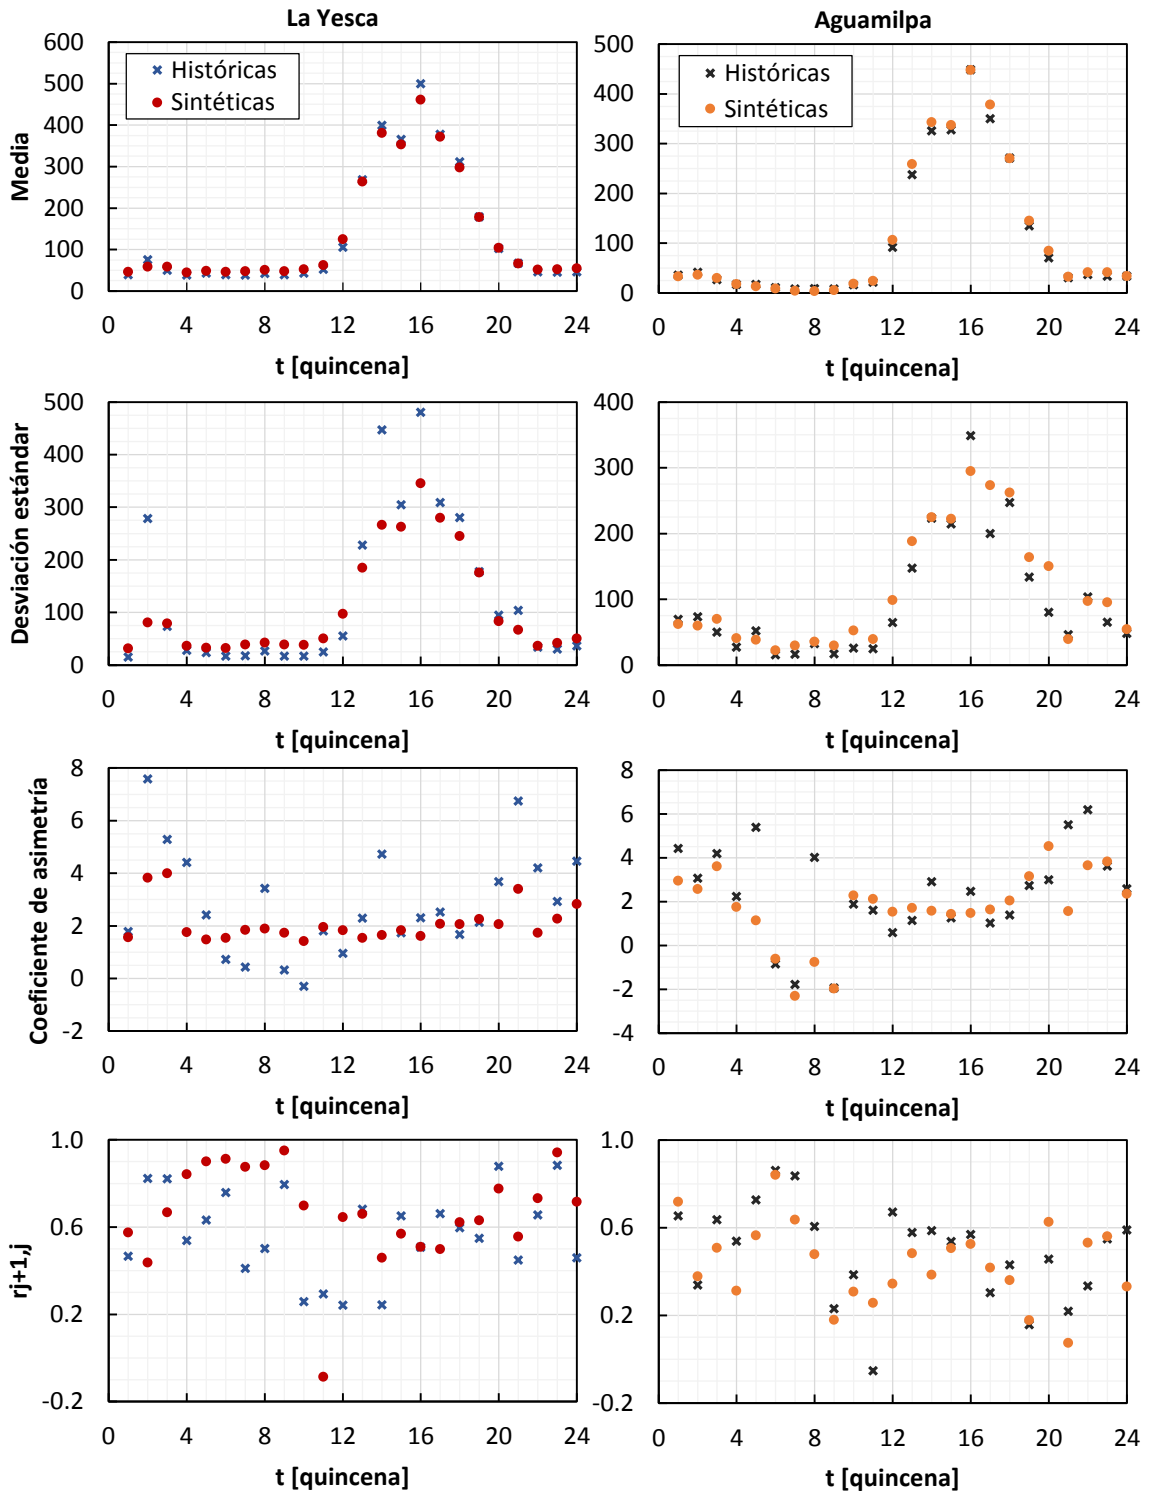 La Yesca
Aguamilpa
Media
600
500
400
300
200
100
0
Históricas
Sintéticas
0 4 8 12 16 20 24
t [quincena]
500
400
300
200
100
0
Históricas
Sintéticas
0 4 8 12 16 20 24
t [quincena]
Desviación estándar
500
400
300
200
100
0
0 4 8 12 16 20 24
t [quincena]
400
300
200
100
0
0 4 8 12 16 20 24
t [quincena]
Coeficiente de asimetría
8
6
4
2
0
-2
0 4 8 12 16 20 24
t [quincena]
8
6
4
2
0
-2
-4
0 4 8 12 16 20 24
t [quincena]
rj+1,j
1.0
0.6
0.2
-0.2
0 4 8 12 16 20 24
t [quincena]
1.0
0.6
0.2
-0.2
0 4 8 12 16 20 24
t [quincena]